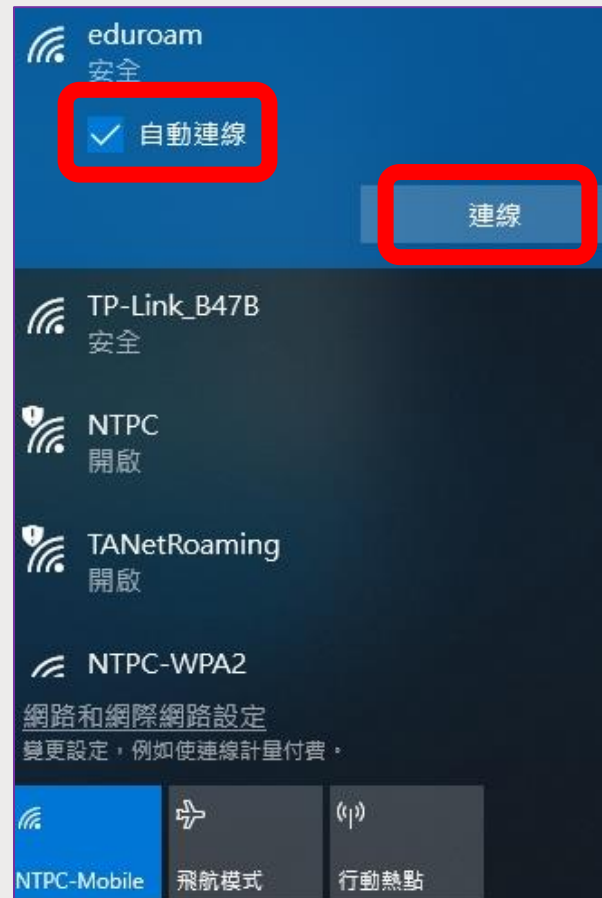 eduroam
安全
自動連線
連線
TP-Link_B47B
安全
NTPC
開啟
TANetRoaming
開啟
NTPC-WPA2
網路和網際網路設定
變更設定，例如使連線計量付費。
NTPC-Mobile
飛航模式
行動熱點